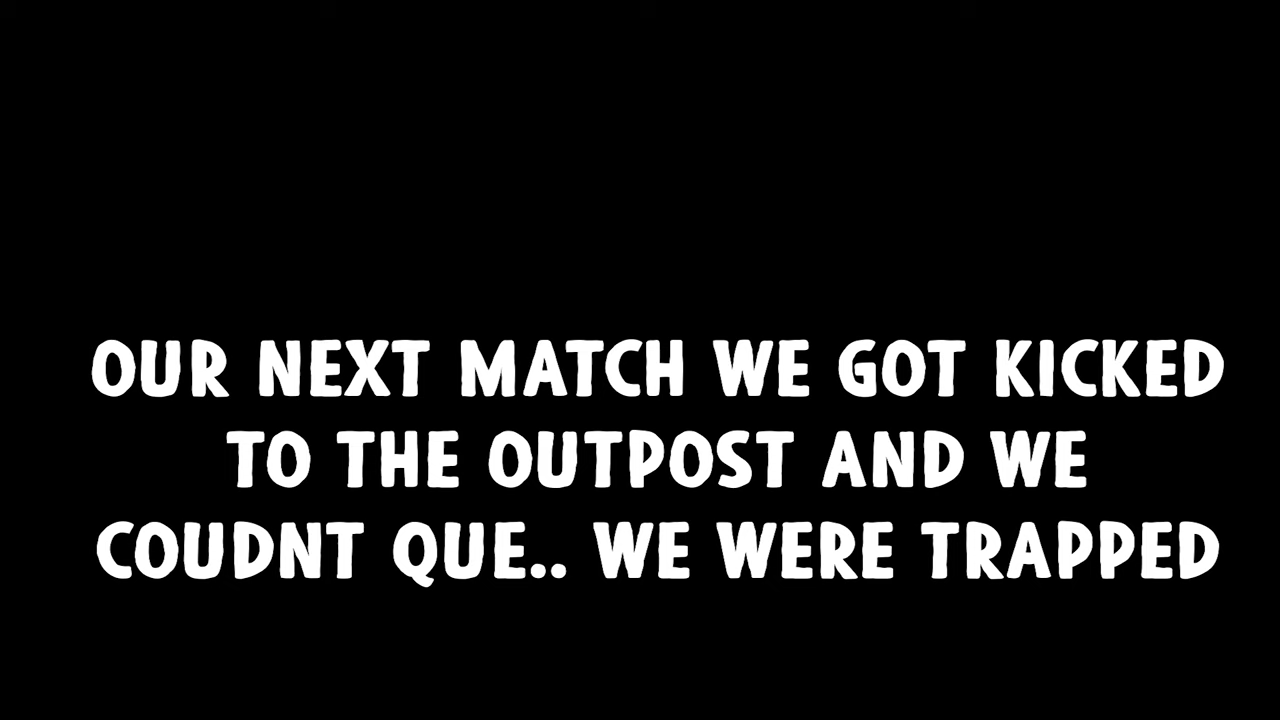 OUR NEXT MATCH WE GOT KICKED
TO THE OUTPOST AND WE
COUDNT QUE.. WE WERE TRAPPED